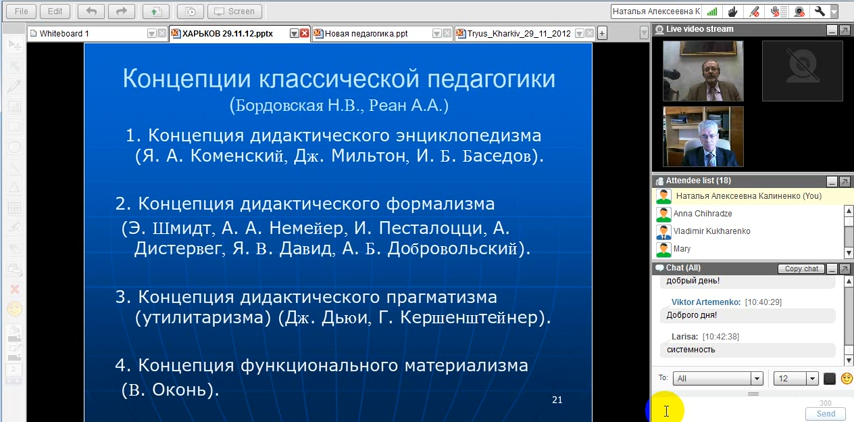 File
Edit
Screen
Наталья Алексеевна К
Whiteboard 1
ХАРЬКОВ 29.11.12.pptx
Новая педагогика.ppt
Tryus_Kharkiv_29_11_2012
Концепции классической педагогики
(Бордовская Н.В., Реан А.А.)
1. Концепция дидактического энциклопедизма
(Я. А. Коменский, Дж. Мильтон, И. Б. Баседов).
2. Концепция дидактического формализма
(Э. Шмидт, А. А. Немейер, И. Песталоцци, А.
Дистервег, Я. В. Давид, А. Б. Добровольский).
3. Концепция дидактического прагматизма
(утилитаризма) (Дж. Дьюи, Г. Кершенштейнер).
4. Концепция функционального материализма
(В. Оконь).
21
Live video stream
Attendee list (18)
Наталья Алексеевна Калиненко (You)
Anna Chihradze
Vladimir Kukharenko
Mary
Chat (All)
Copy chat
добрый день!
Viktor Artemenko: [10:40:29]
Доброго дня!
Larisa: [10:42:38]
системность
To:
All
12
300
Send